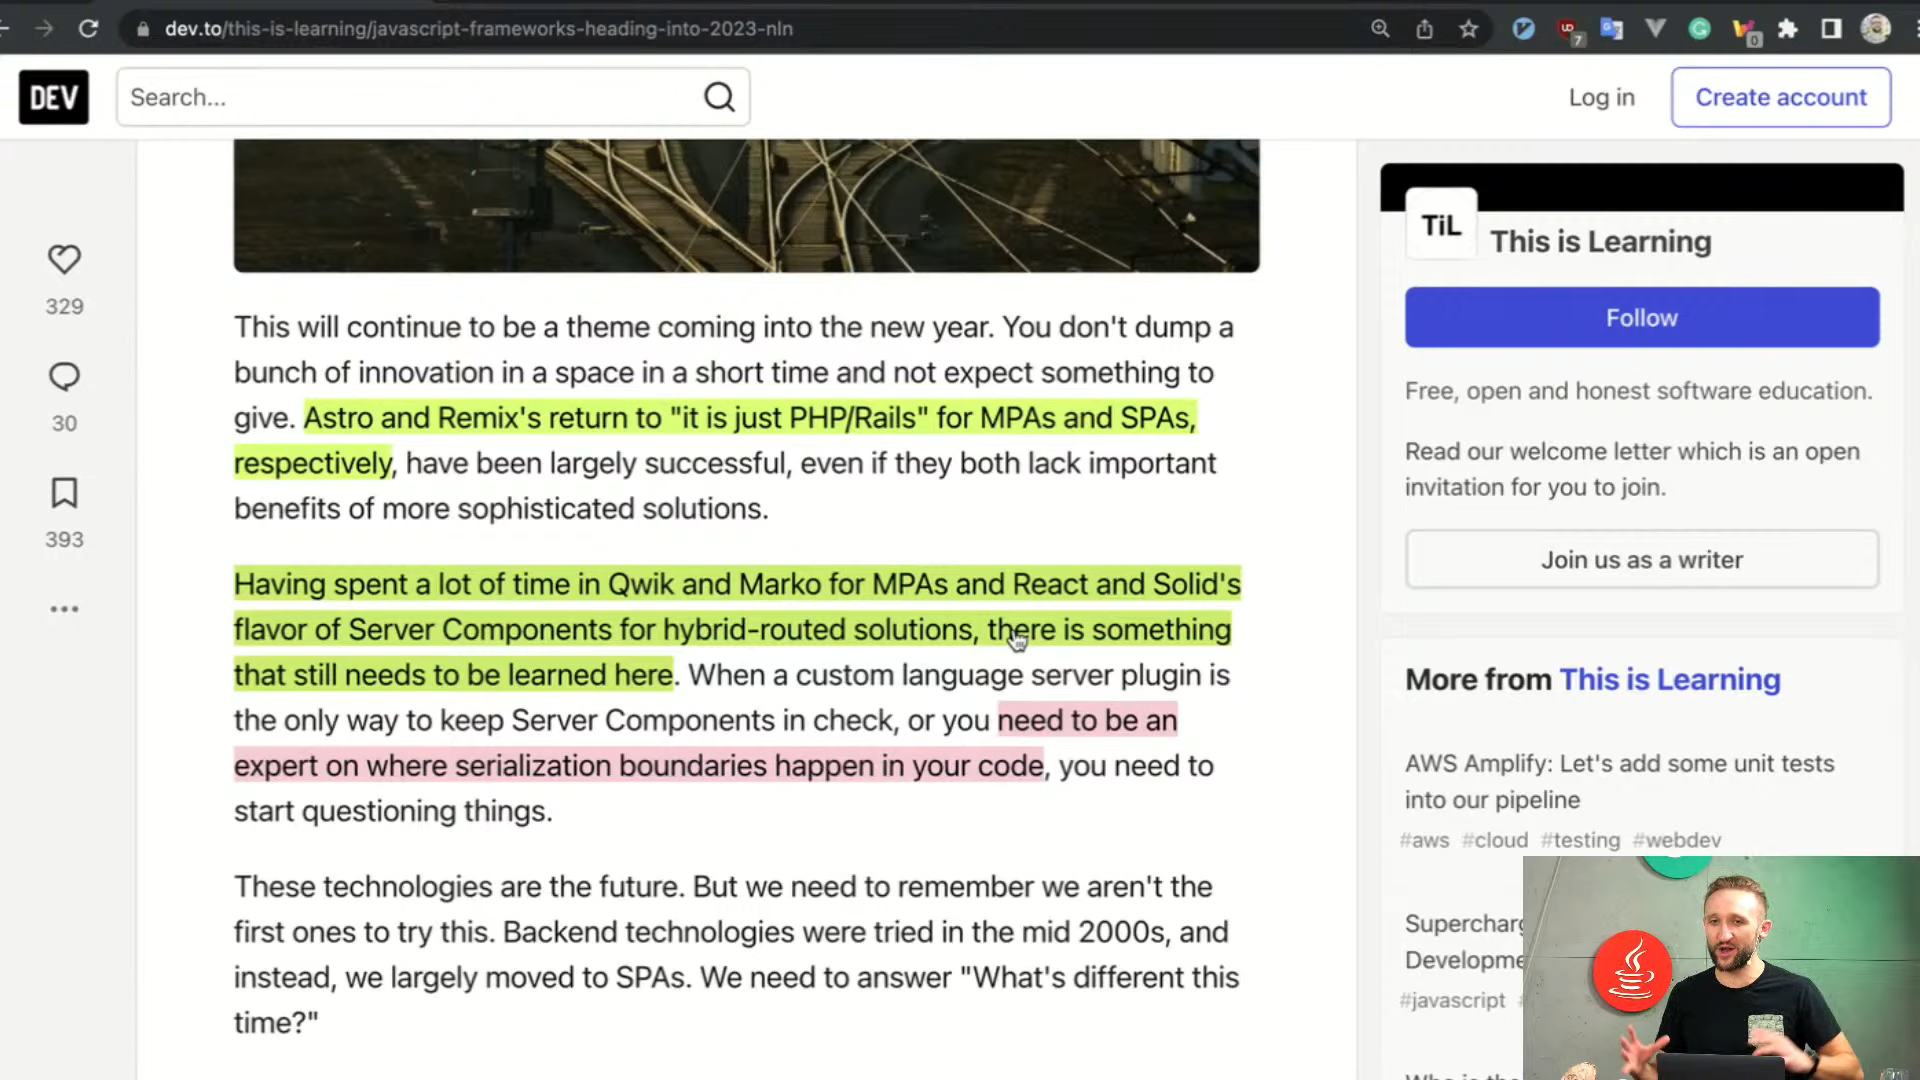 dev.to/this-is-learning/javascript-frameworks-heading-into-2023-nln
7
0
DEV
Search...
Log in
Create account
329
30
393
This will continue to be a theme coming into the new year. You don't dump a
bunch of innovation in a space in a short time and not expect something to
give. Astro and Remix's return to "it is just PHP/Rails" for MPAs and SPAs,
respectively, have been largely successful, even if they both lack important
benefits of more sophisticated solutions.
Having spent a lot of time in Qwik and Marko for MPAs and React and Solid's
flavor of Server Components for hybrid-routed solutions, there is something
that still needs to be learned here. When a custom language server plugin is
the only way to keep Server Components in check, or you need to be an
expert on where serialization boundaries happen in your code, you need to
start questioning things.
These technologies are the future. But we need to remember we aren't the
first ones to try this. Backend technologies were tried in the mid 2000s, and
instead, we largely moved to SPAs. We need to answer "What's different this
time?"
TiL
This is Learning
Follow
Free, open and honest software education.
Read our welcome letter which is an open
invitation for you to join.
Join us as a writer
More from This is Learning
AWS Amplify: Let's add some unit tests
into our pipeline
#aws #cloud #testing #webdev
#javascript